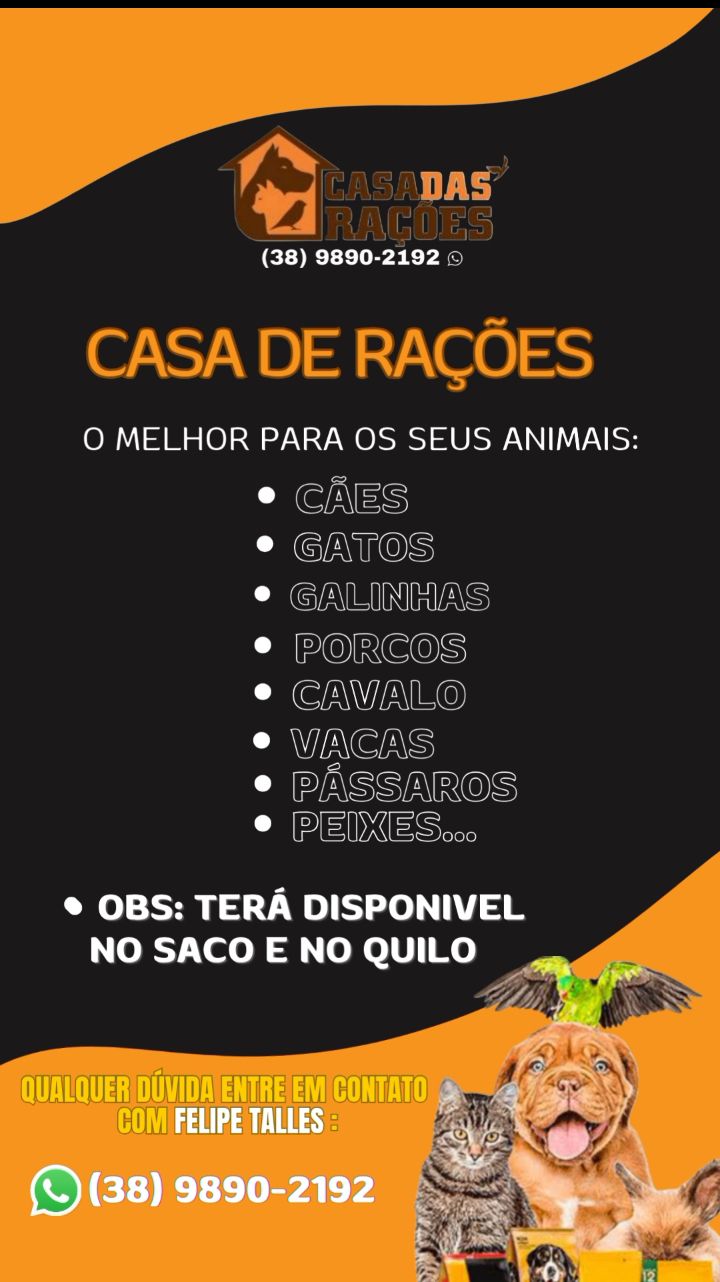 CASADAS
RAÇÕES
(38) 9890-2192
CASA DE RAÇÕES
O MELHOR PARA OS SEUS ANIMAIS:
• CÃES
• GATOS
• GALINHAS
• PORCOS
• CAVALO
• VACAS
• PÁSSAROS
• PEIXES...
• OBS: TERÁ DISPONIVEL
NO SACO E NO QUILO
QUALQUER DÚVIDA ENTRE EM CONTATO
COM FELIPE TALLES :
(38) 9890-2192